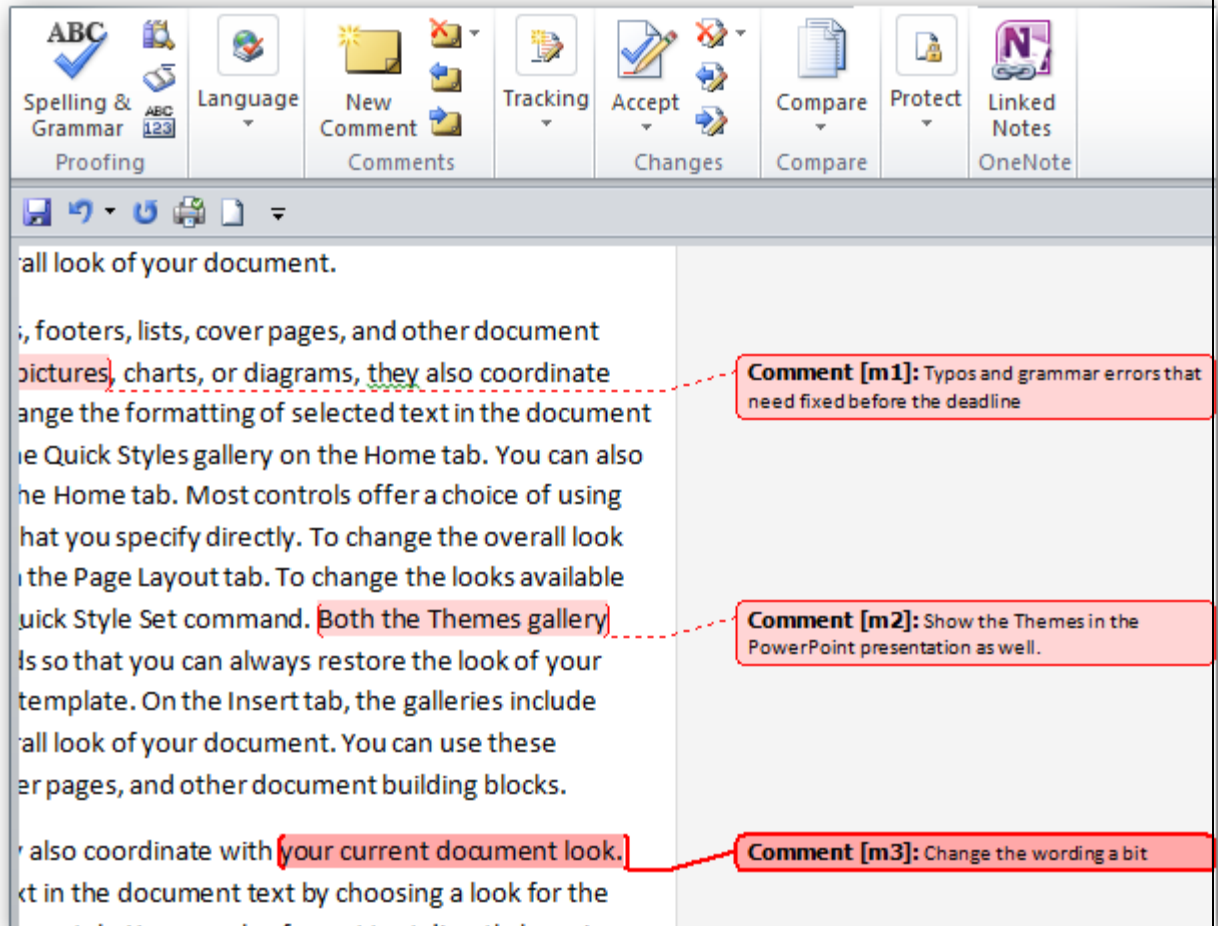 ABC
Spelling & Grammar
ABC
123
Proofing
Language
New Comment
Comments
Tracking
Accept
Changes
Compare
Compare
Protect
N
Linked Notes
OneNote
all look of your document.
, footers, lists, cover pages, and other document
pictures, charts, or diagrams, they also coordinate
Comment [m1]: Typos and grammar errors that
need fixed before the deadline
ange the formatting of selected text in the document
e Quick Styles gallery on the Home tab. You can also
he Home tab. Most controls offer a choice of using
hat you specify directly. To change the overall look
the Page Layout tab. To change the looks available
uick Style Set command. Both the Themes gallery
Comment [m2]: Show the Themes in the
PowerPoint presentation as well.
ds so that you can always restore the look of your
template. On the Insert tab, the galleries include
all look of your document. You can use these
er pages, and other document building blocks.
also coordinate with your current document look.
Comment [m3]: Change the wording a bit
xt in the document text by choosing a look for the